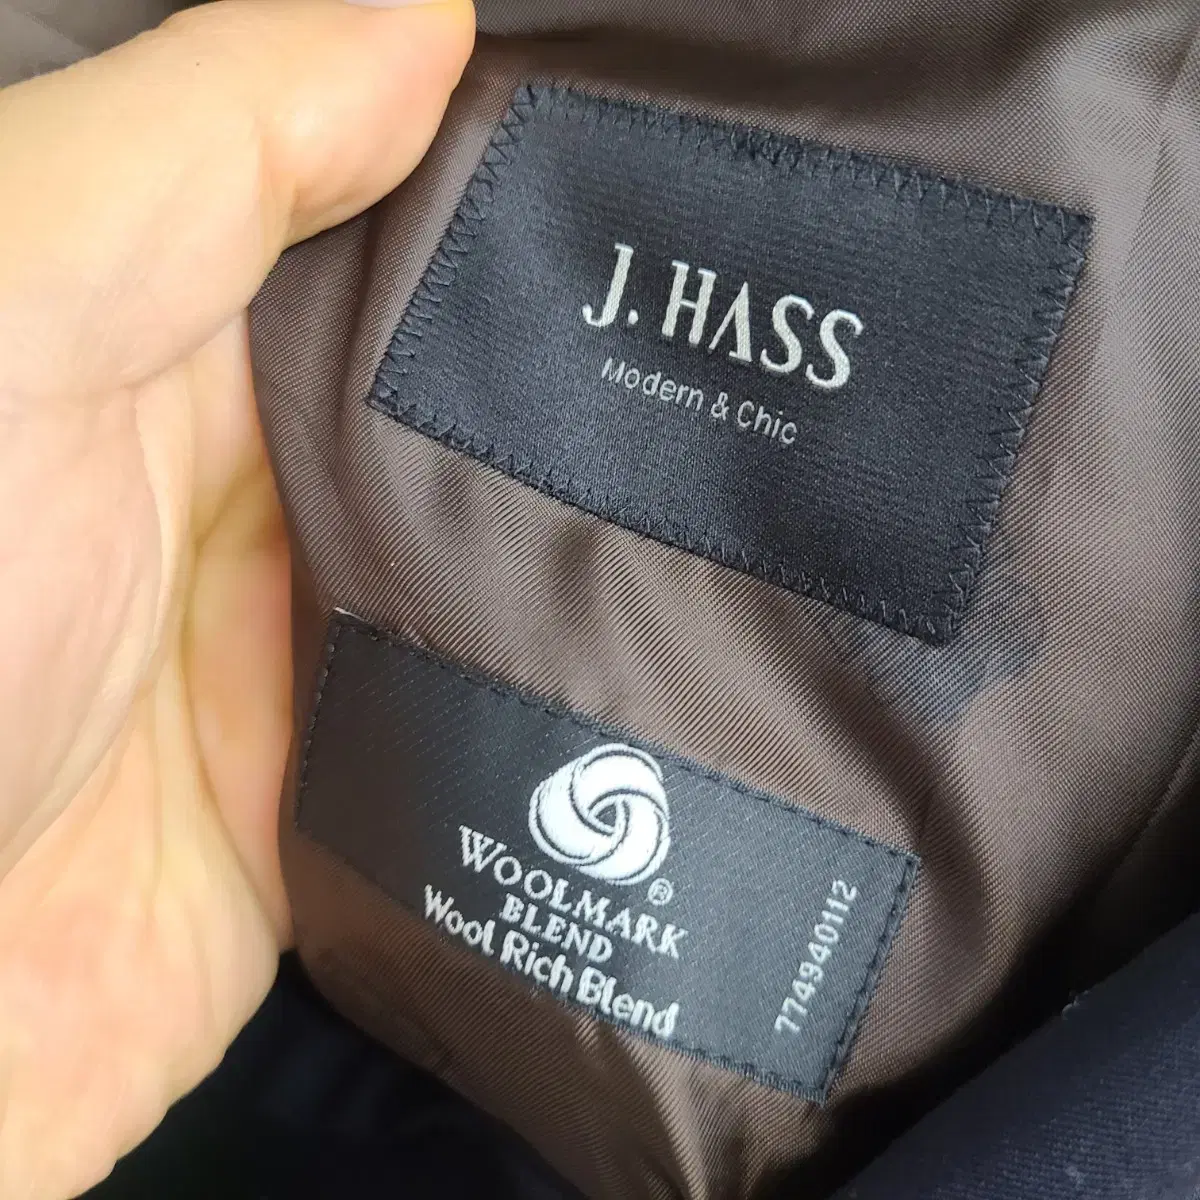 J. HASS
Modern & Chic
®
WOOLMARK
BLEND
Wool Rich Blend
774940112